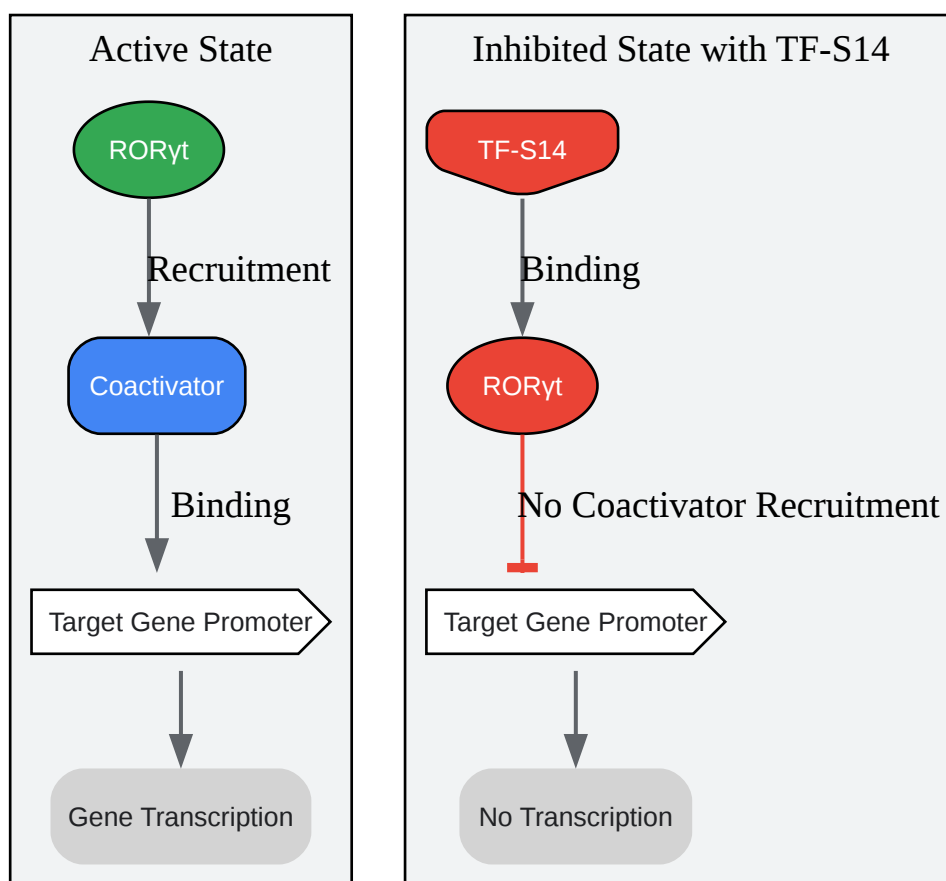 Active State
RORγt
Recruitment
Coactivator
Binding
Target Gene Promoter
Gene Transcription
Inhibited State with TF-S14
TF-S14
Binding
RORγt
No Coactivator Recruitment
Target Gene Promoter
No Transcription